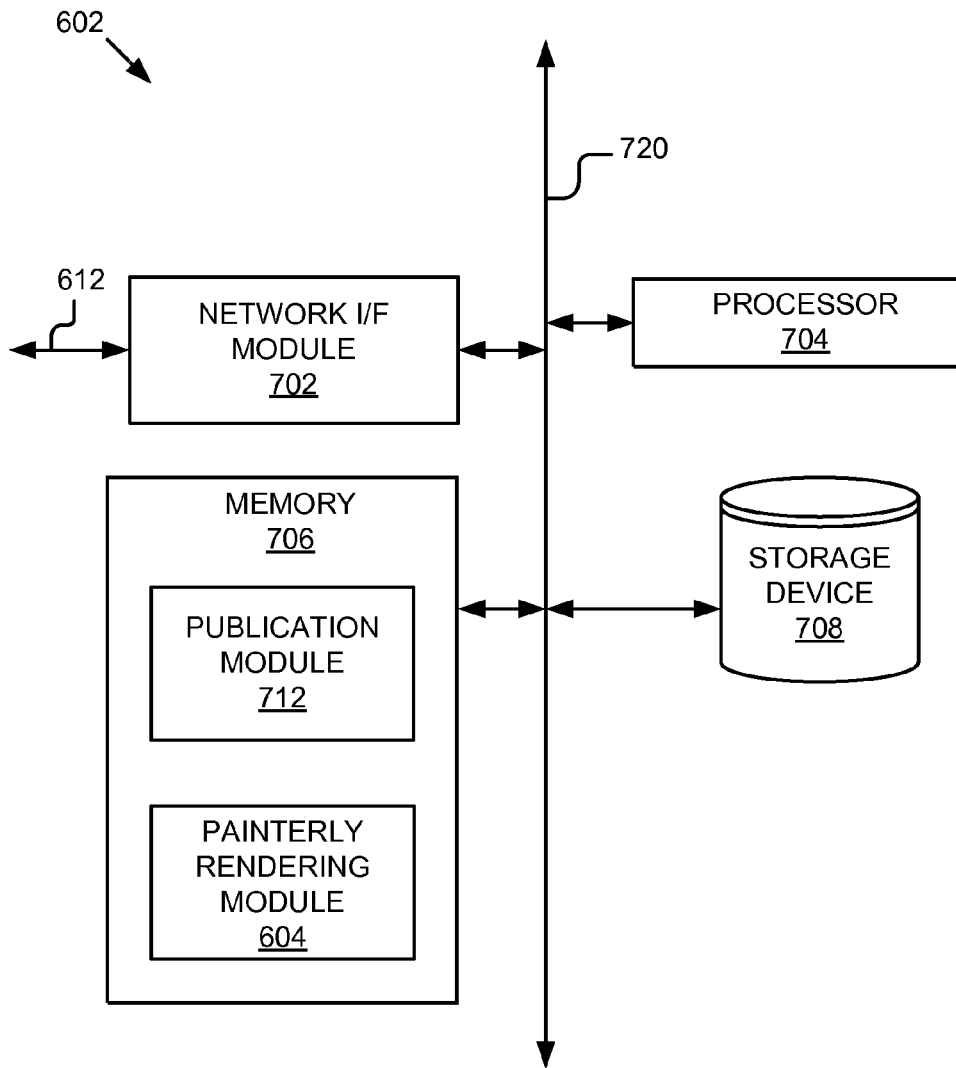 602
720
612
NETWORK I/F
MODULE
702
PROCESSOR
704
MEMORY
706
STORAGE
DEVICE
708
PUBLICATION
MODULE
712
PAINTERLY
RENDERING
MODULE
604